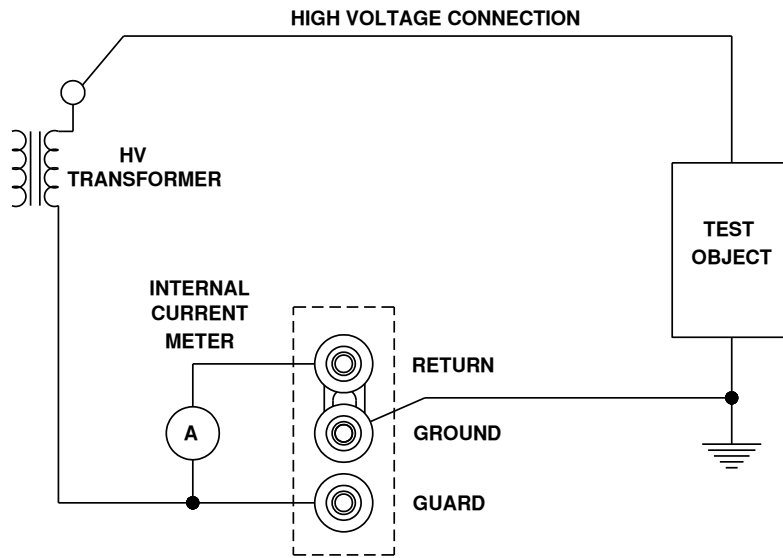 HIGH VOLTAGE CONNECTION
HV
TRANSFORMER
TEST
OBJECT
INTERNAL
CURRENT
METER
RETURN
A
GROUND
GUARD